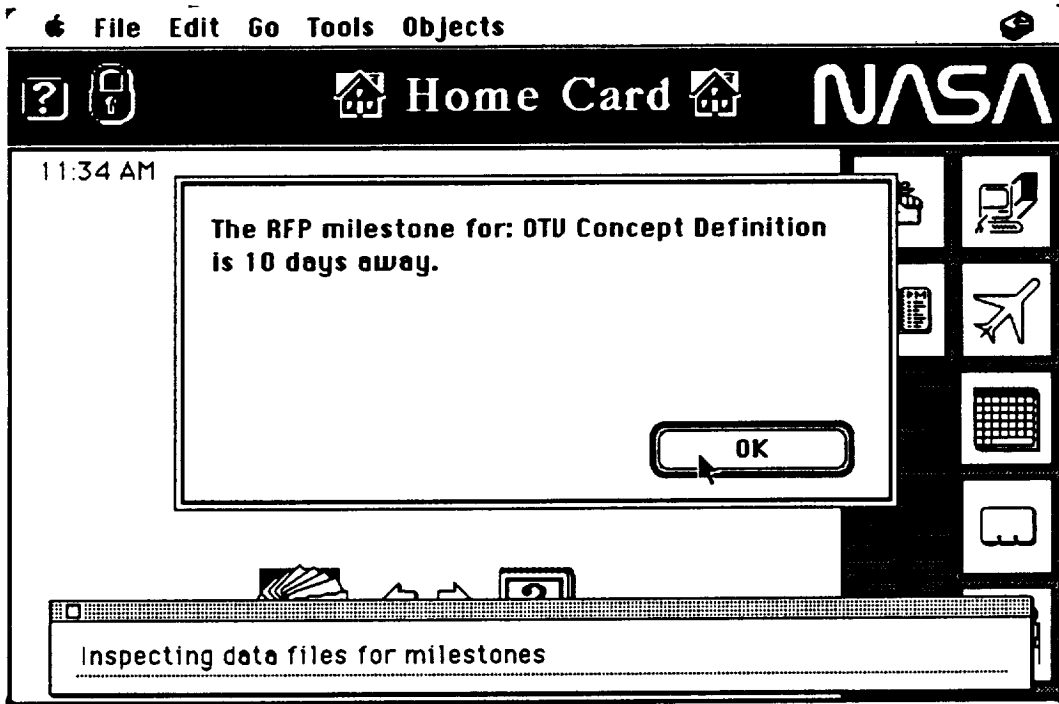 File Edit Go Tools Objects
? Home Card NASA
11:34 AM
The RFP milestone for: OTV Concept Definition
is 10 days away.
OK
?
Inspecting data files for milestones